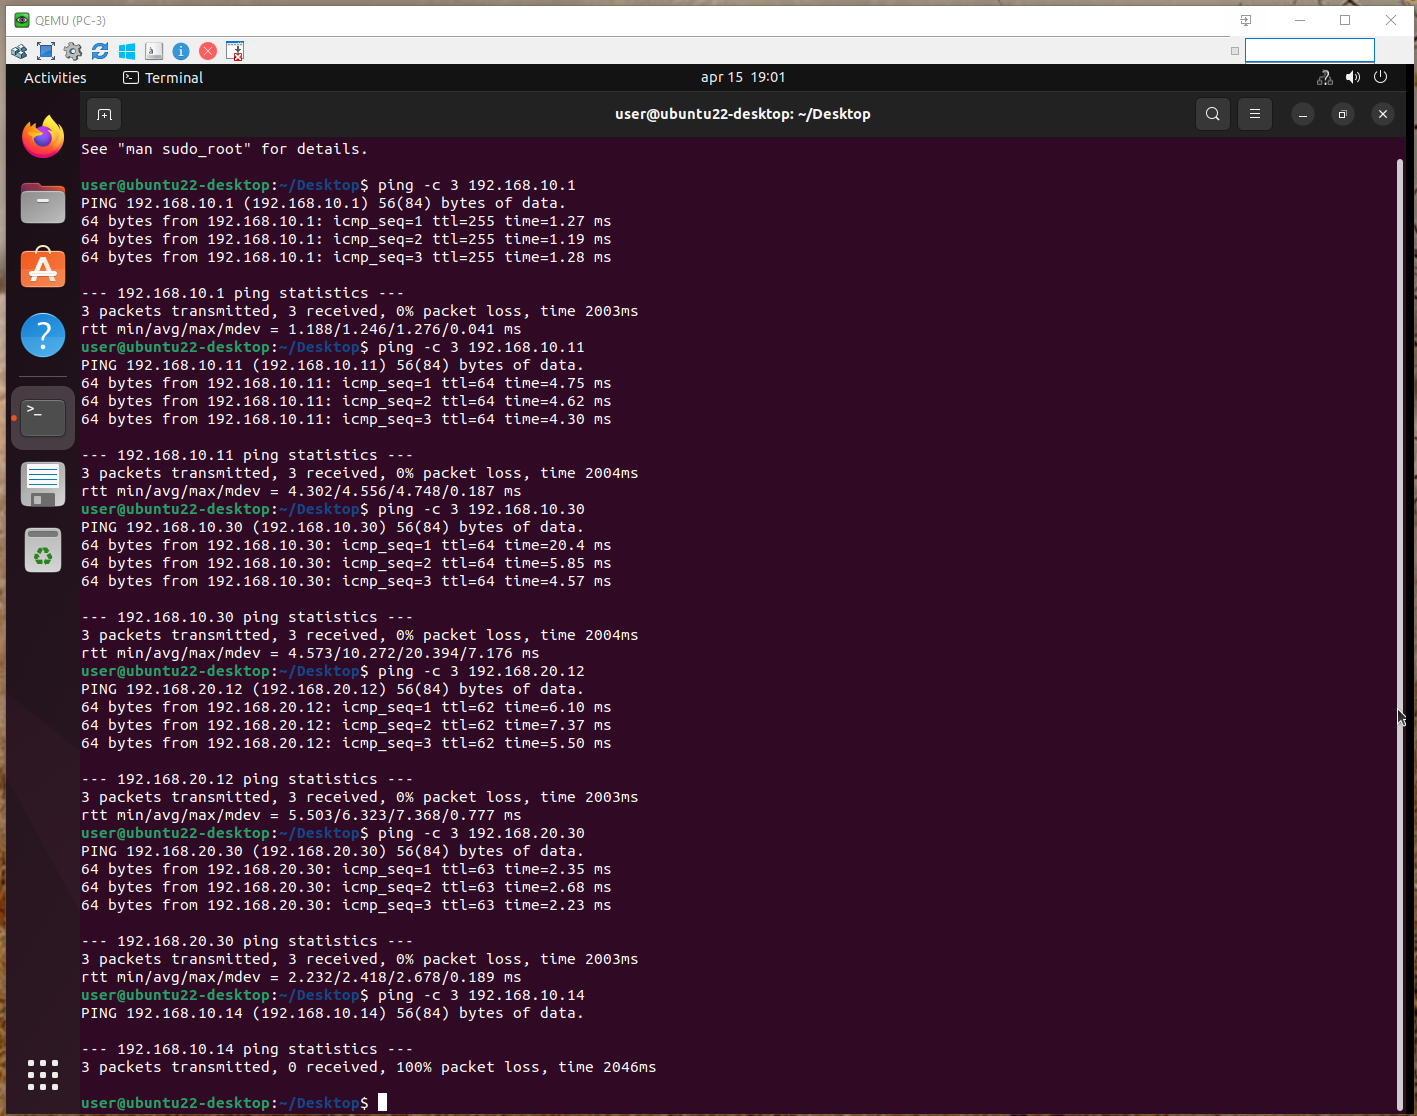 QEMU (PC-3)
Activities
Terminal
apr 15 19:01
user@ubuntu22-desktop: ~/Desktop
See "man sudo_root" for details.
user@ubuntu22-desktop:~/Desktop$ ping -c 3 192.168.10.1
PING 192.168.10.1 (192.168.10.1) 56(84) bytes of data.
64 bytes from 192.168.10.1: icmp_seq=1 ttl=255 time=1.27 ms
64 bytes from 192.168.10.1: icmp_seq=2 ttl=255 time=1.19 ms
64 bytes from 192.168.10.1: icmp_seq=3 ttl=255 time=1.28 ms
--- 192.168.10.1 ping statistics ---
3 packets transmitted, 3 received, 0% packet loss, time 2003ms
rtt min/avg/max/mdev = 1.188/1.246/1.276/0.041 ms
user@ubuntu22-desktop:~/Desktop$ ping -c 3 192.168.10.11
PING 192.168.10.11 (192.168.10.11) 56(84) bytes of data.
64 bytes from 192.168.10.11: icmp_seq=1 ttl=64 time=4.75 ms
64 bytes from 192.168.10.11: icmp_seq=2 ttl=64 time=4.62 ms
64 bytes from 192.168.10.11: icmp_seq=3 ttl=64 time=4.30 ms
--- 192.168.10.11 ping statistics ---
3 packets transmitted, 3 received, 0% packet loss, time 2004ms
rtt min/avg/max/mdev = 4.302/4.556/4.748/0.187 ms
user@ubuntu22-desktop:~/Desktop$ ping -c 3 192.168.10.30
PING 192.168.10.30 (192.168.10.30) 56(84) bytes of data.
64 bytes from 192.168.10.30: icmp_seq=1 ttl=64 time=20.4 ms
64 bytes from 192.168.10.30: icmp_seq=2 ttl=64 time=5.85 ms
64 bytes from 192.168.10.30: icmp_seq=3 ttl=64 time=4.57 ms
--- 192.168.10.30 ping statistics ---
3 packets transmitted, 3 received, 0% packet loss, time 2004ms
rtt min/avg/max/mdev = 4.573/10.272/20.394/7.176 ms
user@ubuntu22-desktop:~/Desktop$ ping -c 3 192.168.20.12
PING 192.168.20.12 (192.168.20.12) 56(84) bytes of data.
64 bytes from 192.168.20.12: icmp_seq=1 ttl=62 time=6.10 ms
64 bytes from 192.168.20.12: icmp_seq=2 ttl=62 time=7.37 ms
64 bytes from 192.168.20.12: icmp_seq=3 ttl=62 time=5.50 ms
--- 192.168.20.12 ping statistics ---
3 packets transmitted, 3 received, 0% packet loss, time 2003ms
rtt min/avg/max/mdev = 5.503/6.323/7.368/0.777 ms
user@ubuntu22-desktop:~/Desktop$ ping -c 3 192.168.20.30
PING 192.168.20.30 (192.168.20.30) 56(84) bytes of data.
64 bytes from 192.168.20.30: icmp_seq=1 ttl=63 time=2.35 ms
64 bytes from 192.168.20.30: icmp_seq=2 ttl=63 time=2.68 ms
64 bytes from 192.168.20.30: icmp_seq=3 ttl=63 time=2.23 ms
--- 192.168.20.30 ping statistics ---
3 packets transmitted, 3 received, 0% packet loss, time 2003ms
rtt min/avg/max/mdev = 2.232/2.418/2.678/0.189 ms
user@ubuntu22-desktop:~/Desktop$ ping -c 3 192.168.10.14
PING 192.168.10.14 (192.168.10.14) 56(84) bytes of data.
--- 192.168.10.14 ping statistics ---
3 packets transmitted, 0 received, 100% packet loss, time 2046ms
user@ubuntu22-desktop:~/Desktop$